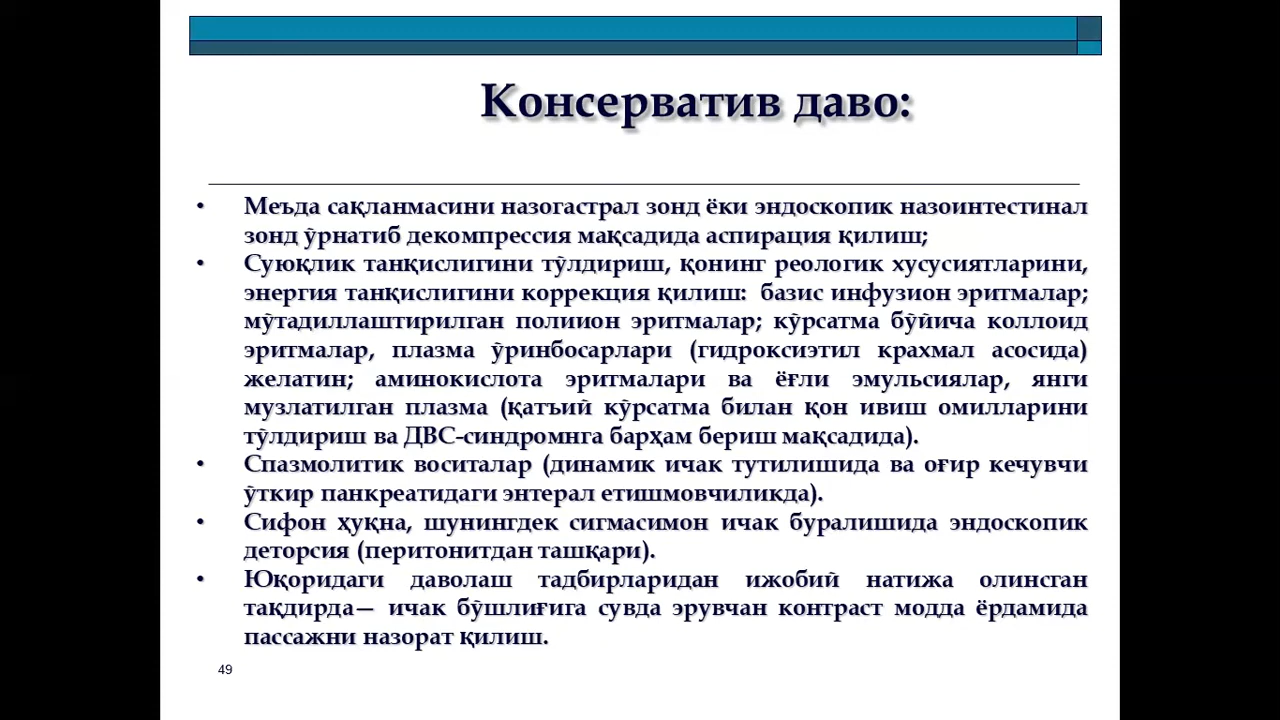 Консерватив даво:
• Меъда сақланмасини назогастрал зонд ёки эндоскопик назоинтестинал
зонд ўрнатиб декомпрессия мақсадида аспирация қилиш;
• Суюқлик танқислигини тўлдириш, қонинг реологик хусусиятларини,
энергия танқислигини коррекция қилиш: базис инфузион эритмалар;
мўтадиллаштирилган полиион эритмалар; кўрсатма бўйича коллоид
эритмалар, плазма ўринбосарлари (гидроксиэтил крахмал асосида)
желатин; аминокислота эритмалари ва ёғли эмульсиялар, янги
музлатилган плазма (қатъий кўрсатма билан қон ивиш омилларини
тўлдириш ва ДВС-синдромнга барҳам бериш мақсадида).
• Спазмолитик воситалар (динамик ичак тутилишида ва оғир кечувчи
ўткир панкреатидаги энтерал етишмовчиликда).
• Сифон ҳуқна, шунингдек сигмасимон ичак буралишида эндоскопик
деторсия (перитонитдан ташқари).
• Юқоридаги даволаш тадбирларидан ижобий натижа олинсган
тақдирда— ичак бўшлиғига сувда эрувчан контраст модда ёрдамида
пассажни назорат қилиш.
49